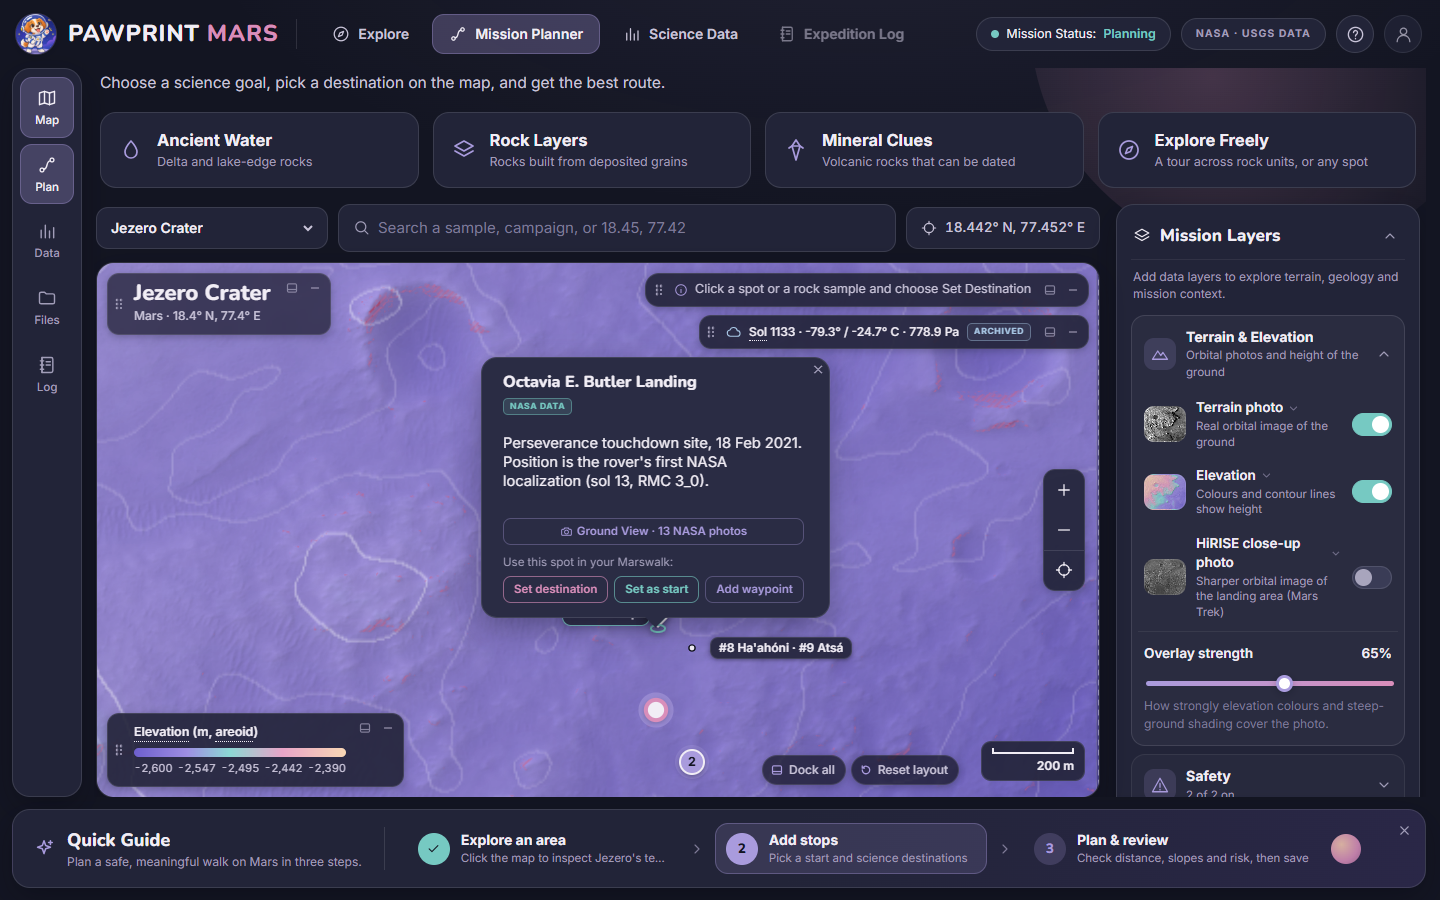 PAWPRINT MARS
Explore
Mission Planner
Science Data
Expedition Log
Mission Status: Planning
NASA · USGS DATA
Map
Plan
Data
Files
Log
Choose a science goal, pick a destination on the map, and get the best route.
Ancient Water
Delta and lake-edge rocks
Rock Layers
Rocks built from deposited grains
Mineral Clues
Volcanic rocks that can be dated
Explore Freely
A tour across rock units, or any spot
Jezero Crater
Search a sample, campaign, or 18.45, 77.42
18.442° N, 77.452° E
Jezero Crater
Mars · 18.4° N, 77.4° E
Click a spot or a rock sample and choose Set Destination
Sol 1133 · -79.3° / -24.7° C · 778.9 Pa
ARCHIVED
Octavia E. Butler Landing
NASA DATA
Perseverance touchdown site, 18 Feb 2021.
Position is the rover's first NASA
localization (sol 13, RMC 3_0).
Ground View · 13 NASA photos
Use this spot in your Marswalk:
Set destination
Set as start
Add waypoint
#8 Ha'ahóni · #9 Atsá
2
Elevation (m, areoid)
-2,600 -2,547 -2,495 -2,442 -2,390
Dock all
Reset layout
200 m
Mission Layers
Add data layers to explore terrain, geology and
mission context.
Terrain & Elevation
Orbital photos and height of the
ground
Terrain photo
Real orbital image of the
ground
Elevation
Colours and contour lines
show height
HiRISE close-up
photo
Sharper orbital image of
the landing area (Mars
Trek)
Overlay strength
65%
How strongly elevation colours and steep-
ground shading cover the photo.
Safety
2 of 2 on
Quick Guide
Plan a safe, meaningful walk on Mars in three steps.
Explore an area
Click the map to inspect Jezero's te...
2
Add stops
Pick a start and science destinations
3
Plan & review
Check distance, slopes and risk, then save